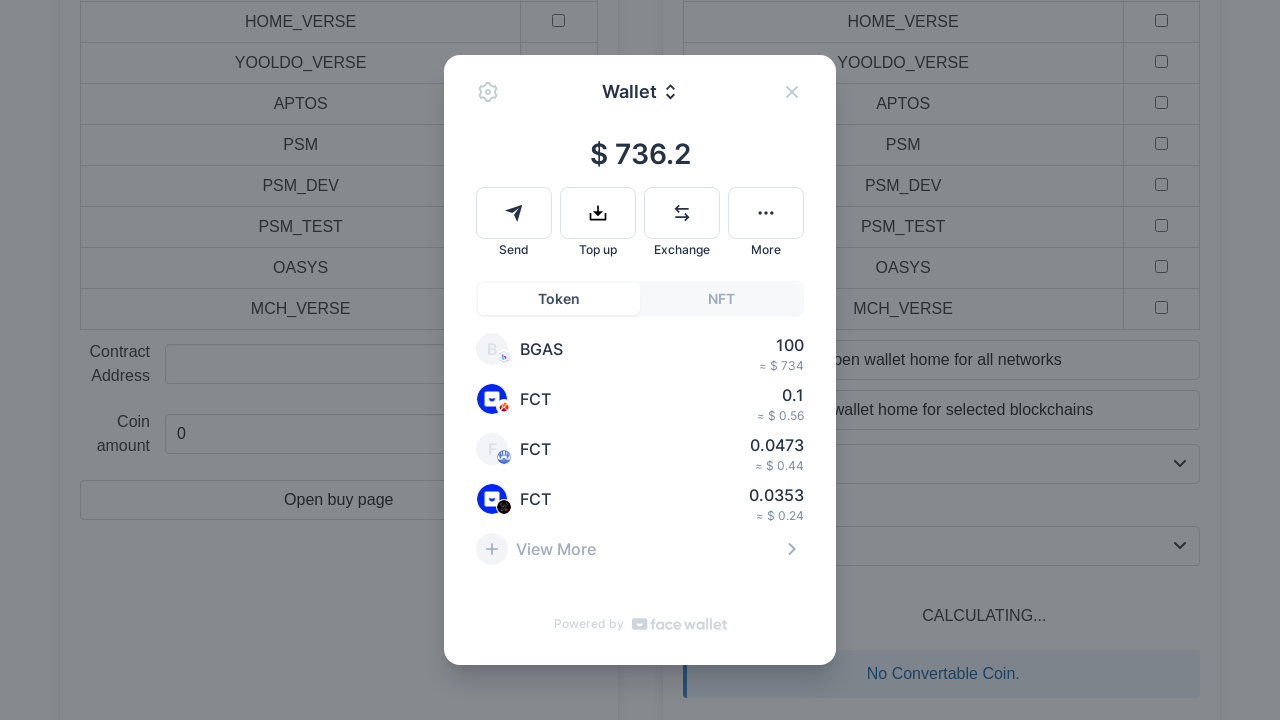 HOME_VERSE
YOOLDO_VERSE
APTOS
PSM
PSM_DEV
PSM_TEST
OASYS
MCH_VERSE
Contract
Address
Coin
amount
0
Open buy page
Wallet
$ 736.2
Send
Top up
Exchange
More
Token
NFT
B
BGAS
100
≈ $ 734
FCT
0.1
≈ $ 0.56
F
FCT
0.0473
≈ $ 0.44
FCT
0.0353
≈ $ 0.24
View More
Powered by face wallet
HOME_VERSE
YOOLDO_VERSE
APTOS
PSM
PSM_DEV
PSM_TEST
OASYS
MCH_VERSE
wallet home for all networks
wallet home for selected blockchains
CALCULATING...
No Convertable Coin.